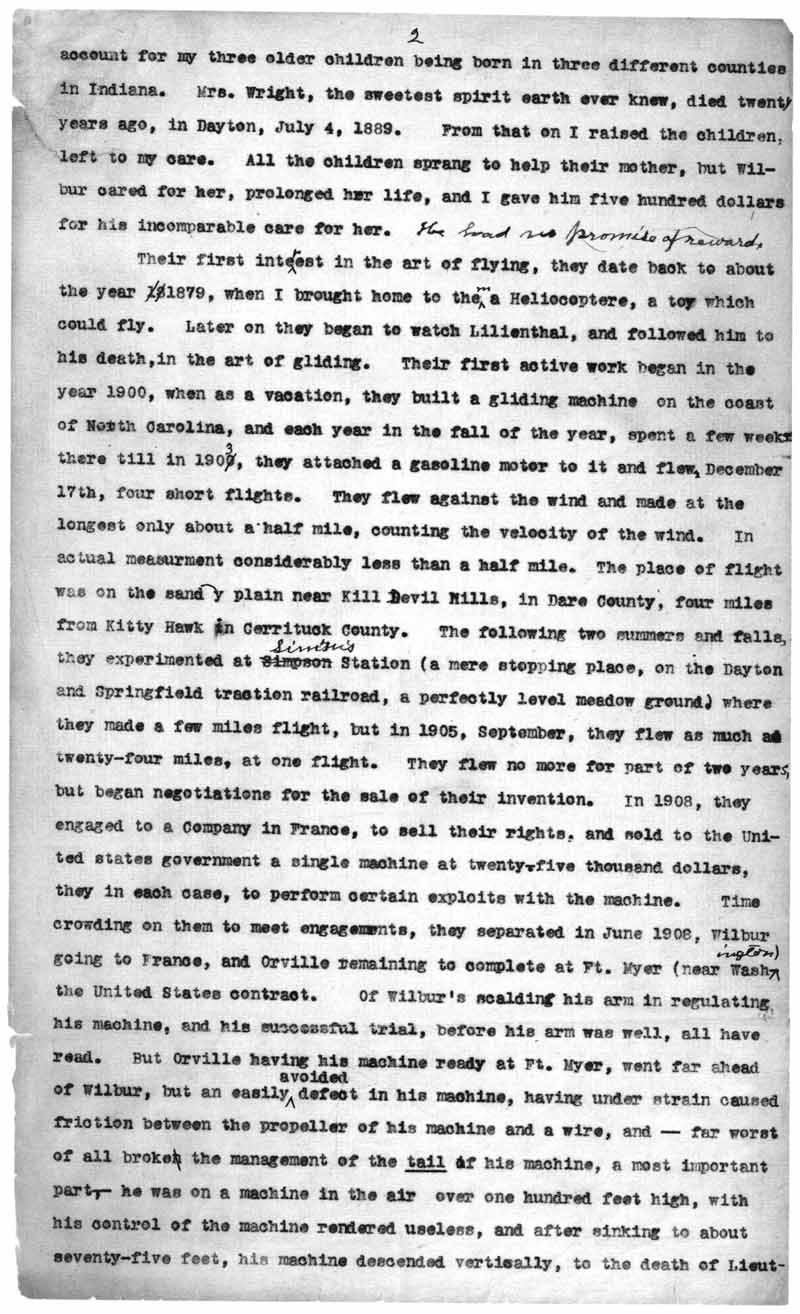 2
account for my three older children being born in three different counties
in Indiana. Mrs. Wright, the sweetest spirit earth ever knew, died twenty
years ago, in Dayton, July 4, 1889. From that on I raised the children,
left to my care. All the children sprang to help their mother, but Wil-
bur cared for her, prolonged her life, and I gave him five hundred dollars
for his incomparable care for her. He had no promise of reward.
Their first interest in the art of flying, they date back to about
the year 1879, when I brought home to them a Heliocoptere, a toy which
could fly. Later on they began to watch Lilienthal, and followed him to
his death, in the art of gliding. Their first active work began in the
year 1900, when as a vacation, they built a gliding machine on the coast
of North Carolina, and each year in the fall of the year, spent a few weeks
there till in 1903, they attached a gasoline motor to it and flew, December
17th, four short flights. They flew against the wind and made at the
longest only about a half mile, counting the velocity of the wind. In
actual measurment considerably less than a half mile. The place of flight
was on the sandy plain near Kill Devil Hills, in Dare County, four miles
from Kitty Hawk in Cerrituck County. The following two summers and falls,
they experimented at Simpson Simms Station (a mere stopping place, on the Dayton
and Springfield traction railroad, a perfectly level meadow ground) where
they made a few miles flight, but in 1905, September, they flew as much as
twenty-four miles, at one flight. They flew no more for part of two years,
but began negotiations for the sale of their invention. In 1908, they
engaged to a Company in France, to sell their rights, and sold to the Uni-
ted states government a single machine at twenty-five thousand dollars,
they in each case, to perform certain exploits with the machine. Time
crowding on them to meet engagements, they separated in June 1908, Wilbur
going to France, and Orville remaining to complete at Ft. Myer (near Washington)
the United States contract. Of Wilbur's scalding his arm in regulating
his machine, and his successful trial, before his arm was well, all have
read. But Orville having his machine ready at Ft. Myer, went far ahead
of Wilbur, but an easily avoided defect in his machine, having under strain caused
friction between the propeller of his machine and a wire, and — far worst
of all broken the management of the tail of his machine, a most important
part,— he was on a machine in the air over one hundred feet high, with
his control of the machine rendered useless, and after sinking to about
seventy-five feet, his machine descended vertically, to the death of Lieut-